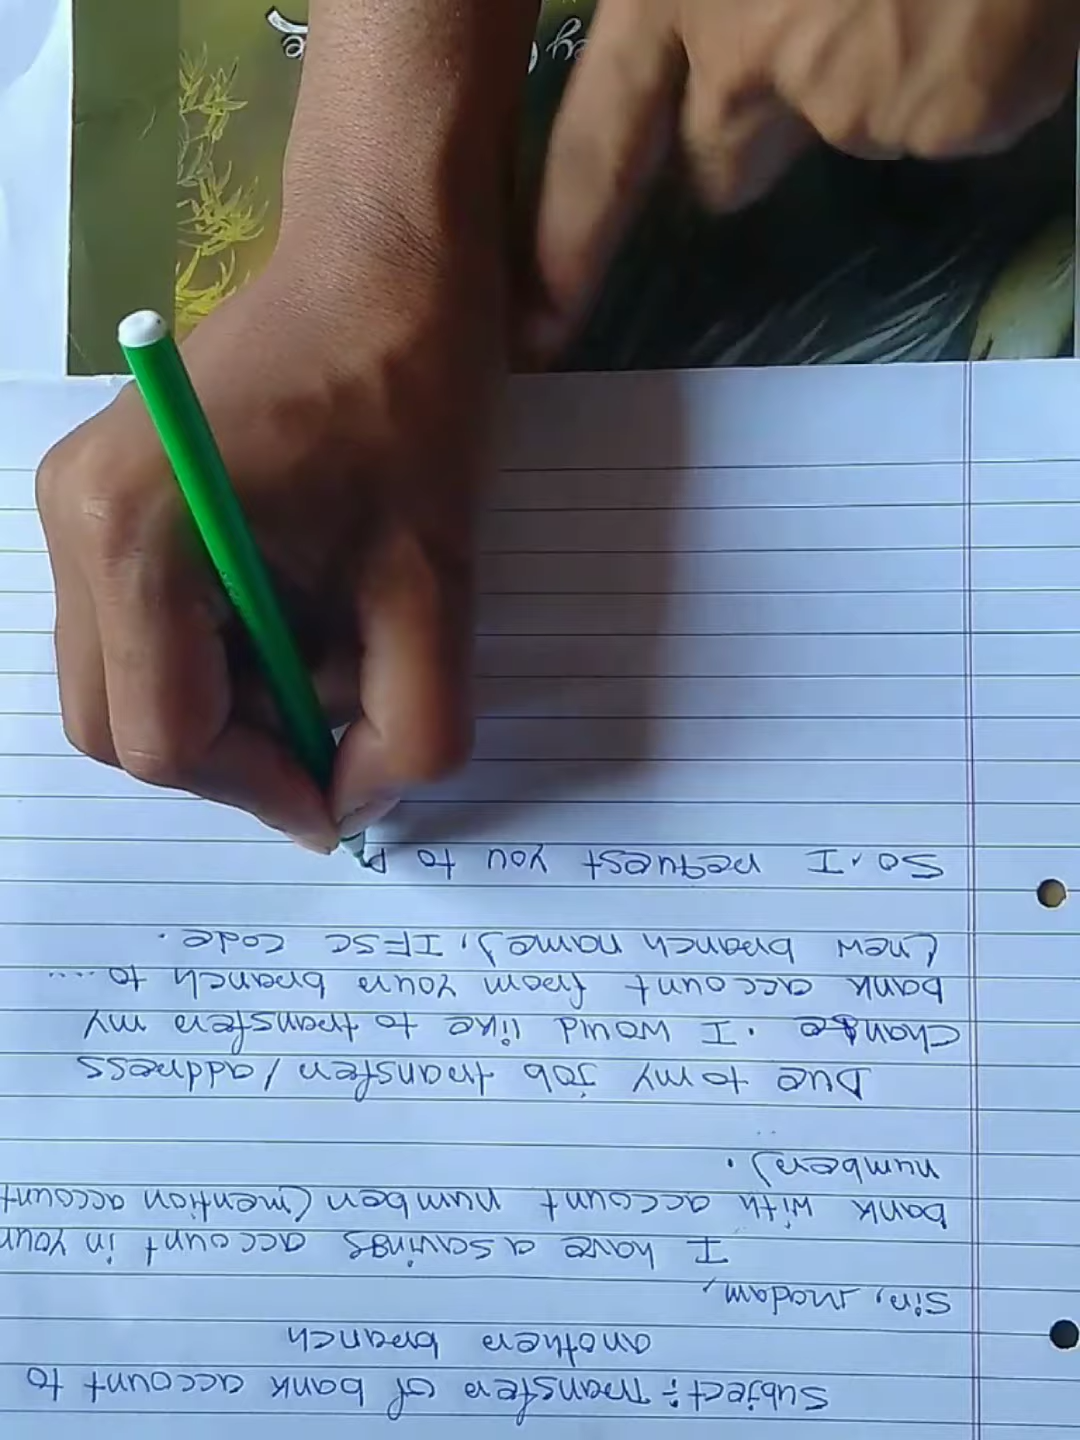 Subject:- Transfer of bank account to
another branch
Sir, Madam,
I have a savings account in your
bank with account number (mention account
number).
Due to my job transfer / address
change. I would like to transfer my
bank account from your branch to....
(new branch name), IFSC code.
So, I request you to p